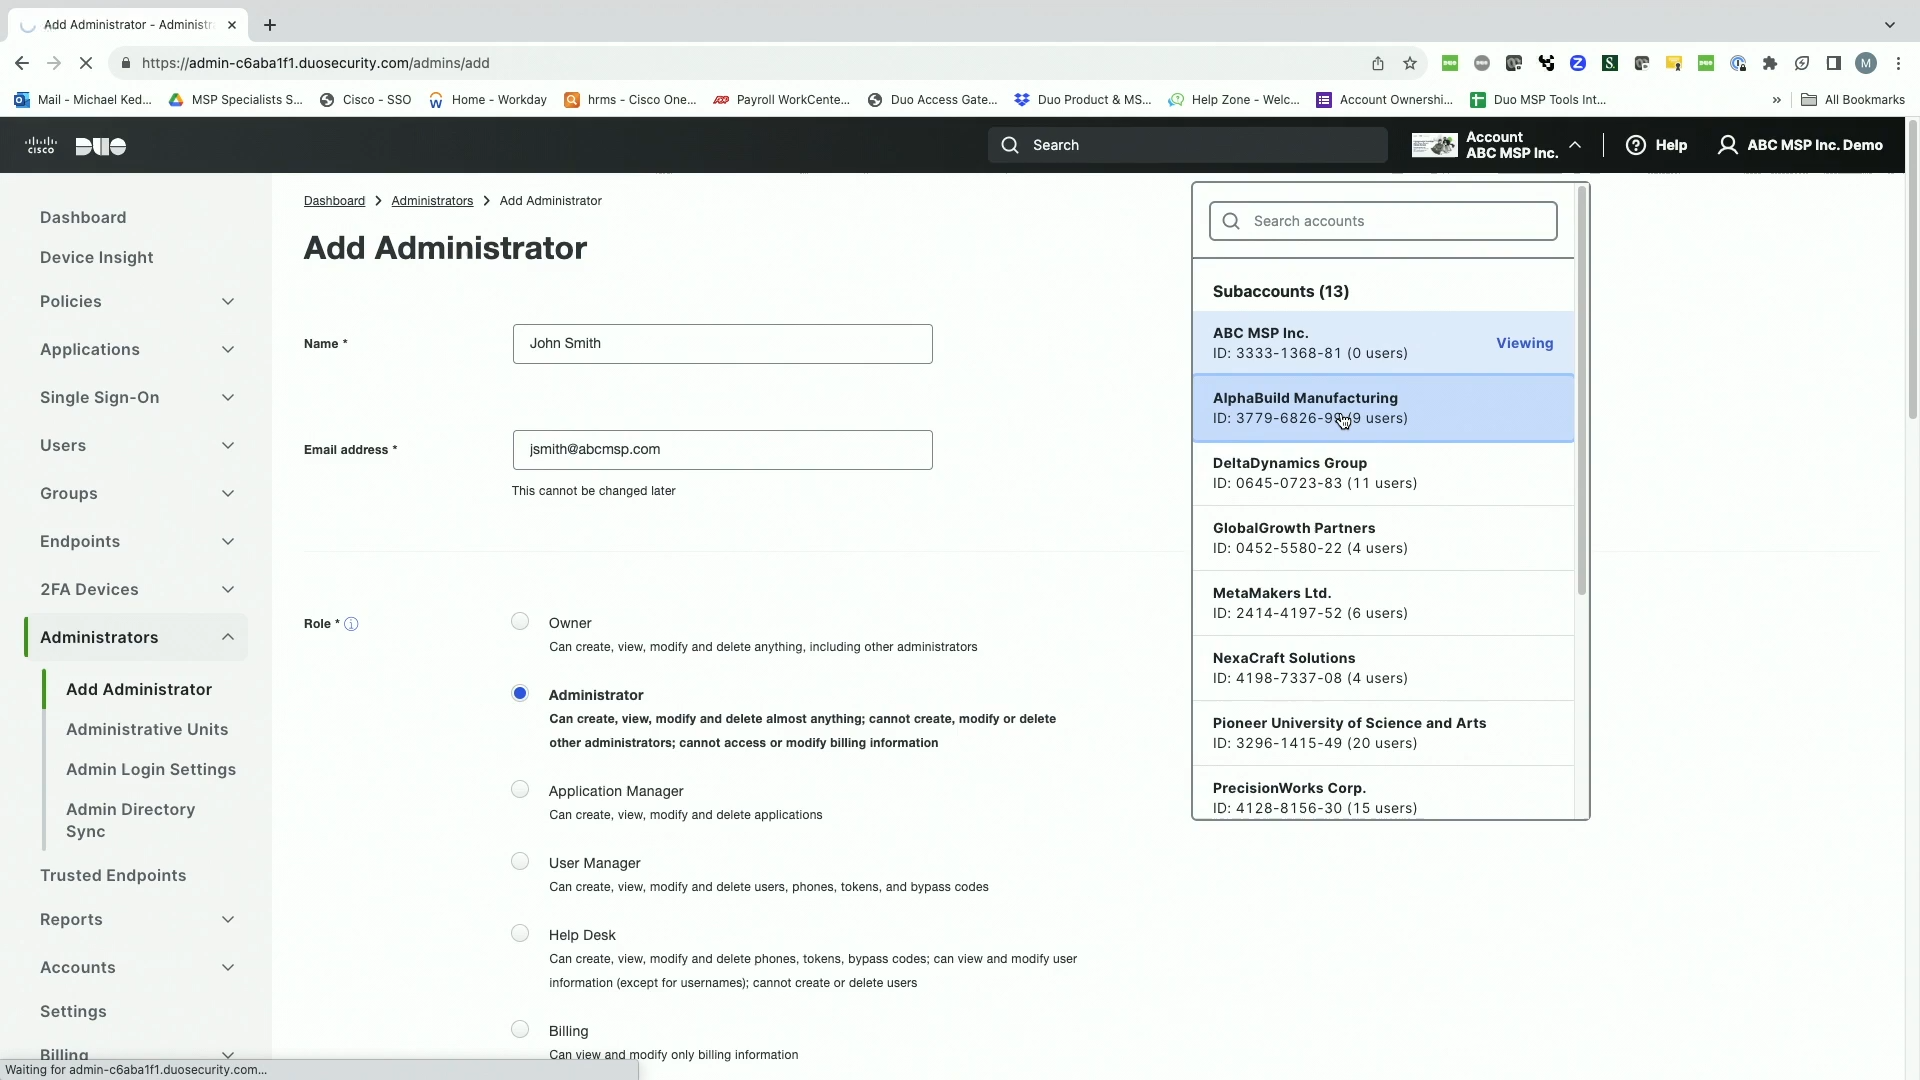 Add Administrator - Administr
https://admin-c6aba1f1.duosecurity.com/admins/add
M
Mail - Michael Ked...
MSP Specialists S...
Cisco - SSO
Home - Workday
hrms - Cisco One...
Payroll WorkCente...
Duo Access Gate...
Duo Product & MS...
Help Zone - Welc...
Account Ownershi...
Duo MSP Tools Int...
»
All Bookmarks
cisco
DUO
Search
Account
ABC MSP Inc.
Help
ABC MSP Inc. Demo
Dashboard
Device Insight
Policies
Applications
Single Sign-On
Users
Groups
Endpoints
2FA Devices
Administrators
Add Administrator
Administrative Units
Admin Login Settings
Admin Directory
Sync
Trusted Endpoints
Reports
Accounts
Settings
Billing
Dashboard > Administrators > Add Administrator
Add Administrator
Name *
John Smith
Email address *
jsmith@abcmsp.com
This cannot be changed later
Role *
Owner
Can create, view, modify and delete anything, including other administrators
Administrator
Can create, view, modify and delete almost anything; cannot create, modify or delete
other administrators; cannot access or modify billing information
Application Manager
Can create, view, modify and delete applications
User Manager
Can create, view, modify and delete users, phones, tokens, and bypass codes
Help Desk
Can create, view, modify and delete phones, tokens, bypass codes; can view and modify user
information (except for usernames); cannot create or delete users
Billing
Can view and modify only billing information
Search accounts
Subaccounts (13)
ABC MSP Inc.
ID: 3333-1368-81 (0 users)
Viewing
AlphaBuild Manufacturing
ID: 3779-6826-99 (9 users)
DeltaDynamics Group
ID: 0645-0723-83 (11 users)
GlobalGrowth Partners
ID: 0452-5580-22 (4 users)
MetaMakers Ltd.
ID: 2414-4197-52 (6 users)
NexaCraft Solutions
ID: 4198-7337-08 (4 users)
Pioneer University of Science and Arts
ID: 3296-1415-49 (20 users)
PrecisionWorks Corp.
ID: 4128-8156-30 (15 users)
Waiting for admin-c6aba1f1.duosecurity.com...